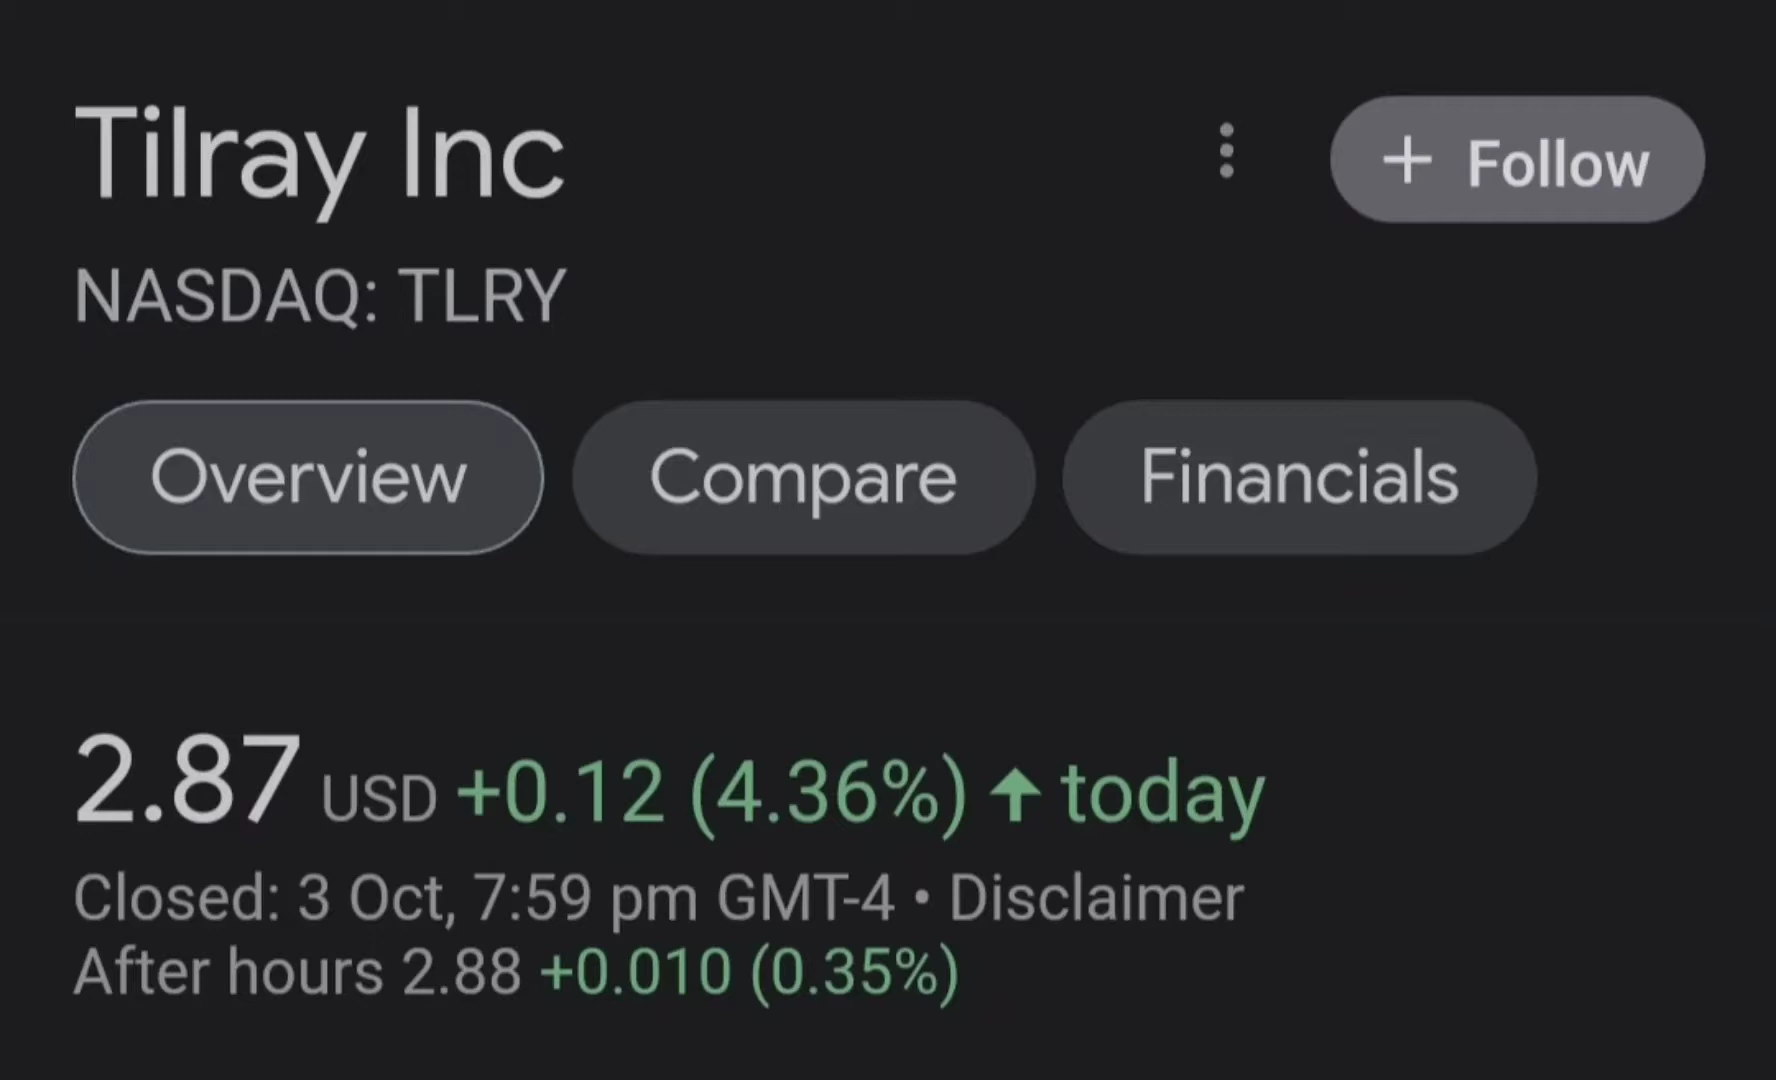 Tilray Inc
+ Follow
NASDAQ: TLRY
Overview
Compare
Financials
2.87 USD +0.12 (4.36%) ↑ today
Closed: 3 Oct, 7:59 pm GMT-4 • Disclaimer
After hours 2.88 +0.010 (0.35%)